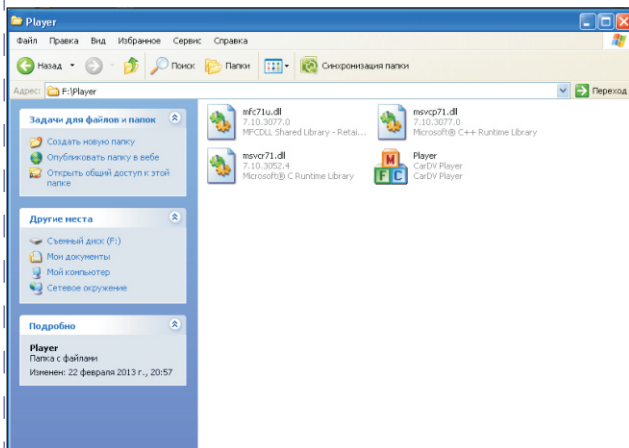 Player
Файл Правка Вид Избранное Сервис Справка
Назад Поиск Папки Синхронизация папки
Адрес: F:\Player Переход
Задачи для файлов и папок
Создать новую папку
Опубликовать папку в вебе
Открыть общий доступ к этой
папке
Другие места
Съемный диск (F:)
Мои документы
Мой компьютер
Сетевое окружение
Подробно
Player
Папка с файлами
Изменен: 22 февраля 2013 г., 20:57
mfc71u.dll
7.10.3077.0
MFCDLL Shared Library - Retai...
msvcp71.dll
7.10.3077.0
Microsoft® C++ Runtime Library
msvcr71.dll
7.10.3052.4
Microsoft® C Runtime Library
M
F C
Player
CarDV Player
CarDV Player